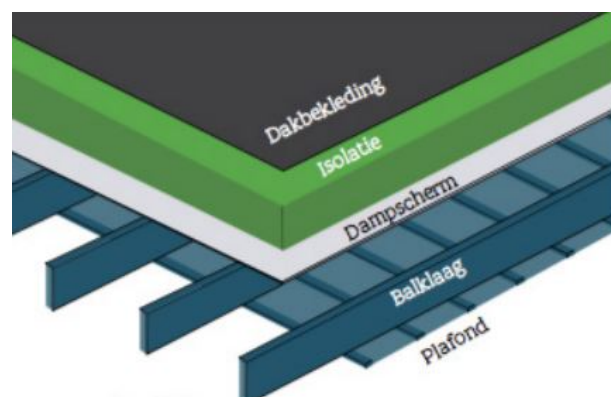 Dakbekleding
Isolatie
Dampscherm
Balklaag
Plafond